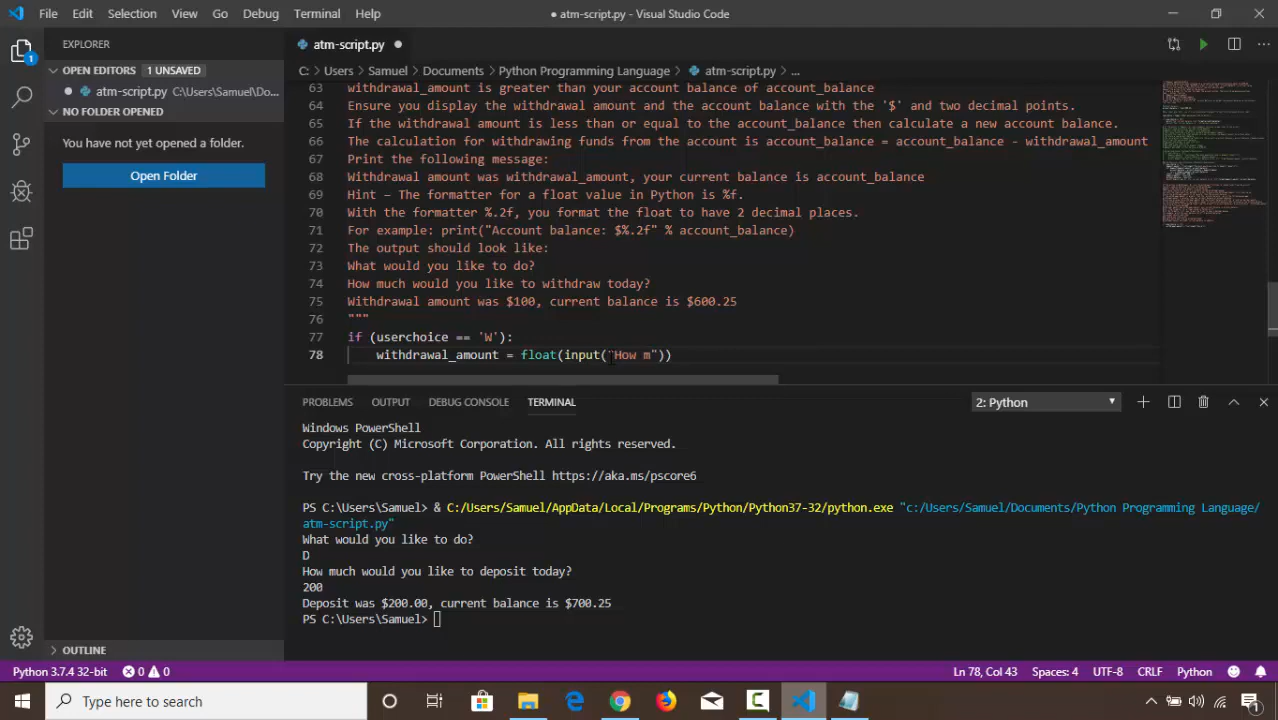 File Edit Selection View Go Debug Terminal Help
● atm-script.py - Visual Studio Code
EXPLORER
OPEN EDITORS 1 UNSAVED
● atm-script.py C:\Users\Samuel\Do...
NO FOLDER OPENED
You have not yet opened a folder.
Open Folder
OUTLINE
atm-script.py ●
C: > Users > Samuel > Documents > Python Programming Language > atm-script.py > ...
63 withdrawal_amount is greater than your account balance of account_balance
64 Ensure you display the withdrawal amount and the account balance with the '$' and two decimal points.
65 If the withdrawal amount is less than or equal to the account_balance then calculate a new account balance.
66 The calculation for withdrawing funds from the account is account_balance = account_balance - withdrawal_amount
67 Print the following message:
68 Withdrawal amount was withdrawal_amount, your current balance is account_balance
69 Hint – The formatter for a float value in Python is %f.
70 With the formatter %.2f, you format the float to have 2 decimal places.
71 For example: print("Account balance: $%.2f" % account_balance)
72 The output should look like:
73 What would you like to do?
74 How much would you like to withdraw today?
75 Withdrawal amount was $100, current balance is $600.25
76 """
77 if (userchoice == 'W'):
78 withdrawal_amount = float(input("How m"))
PROBLEMS OUTPUT DEBUG CONSOLE TERMINAL
2: Python
Windows PowerShell
Copyright (C) Microsoft Corporation. All rights reserved.
Try the new cross-platform PowerShell https://aka.ms/pscore6
PS C:\Users\Samuel> & C:/Users/Samuel/AppData/Local/Programs/Python/Python37-32/python.exe "c:/Users/Samuel/Documents/Python Programming Language/
atm-script.py"
What would you like to do?
D
How much would you like to deposit today?
200
Deposit was $200.00, current balance is $700.25
PS C:\Users\Samuel>
Python 3.7.4 32-bit 0 0
Ln 78, Col 43 Spaces: 4 UTF-8 CRLF Python
Type here to search